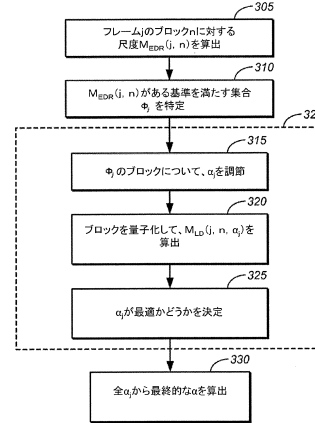 305
フレームjのブロックnに対する
尺度MEDR(j, n)を算出
310
MEDR(j, n)がある基準を満たす集合
Φjを特定
32
315
Φjのブロックについて、αjを調節
320
ブロックを量子化して、MLD(j, n, αj)を
算出
325
αjが最適かどうかを決定
330
全αjから最終的なαを算出